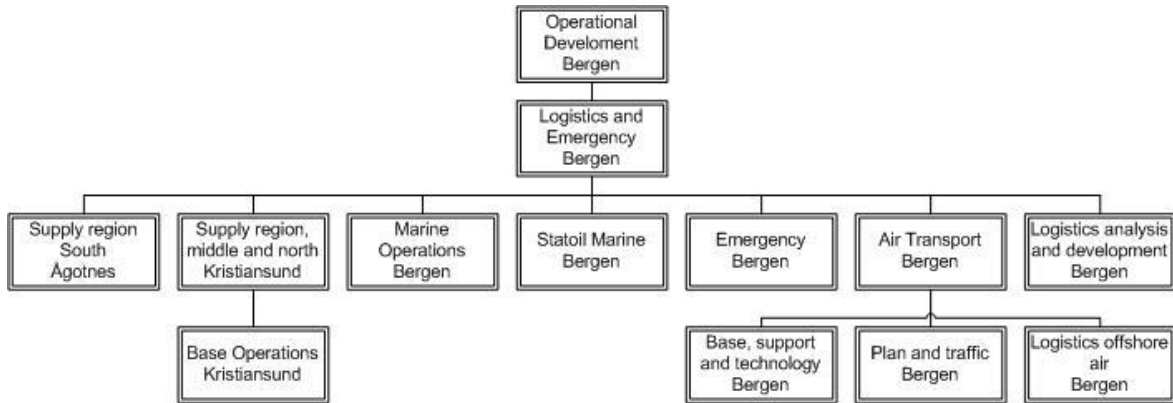 Operational
Develoment
Bergen
Logistics and
Emergency
Bergen
Supply region
South
Ågotnes
Supply region,
middle and north
Kristiansund
Marine
Operations
Bergen
Statoil Marine
Bergen
Emergency
Bergen
Air Transport
Bergen
Logistics analysis
and development
Bergen
Base Operations
Kristiansund
Base, support
and technology
Bergen
Plan and traffic
Bergen
Logistics offshore
air
Bergen